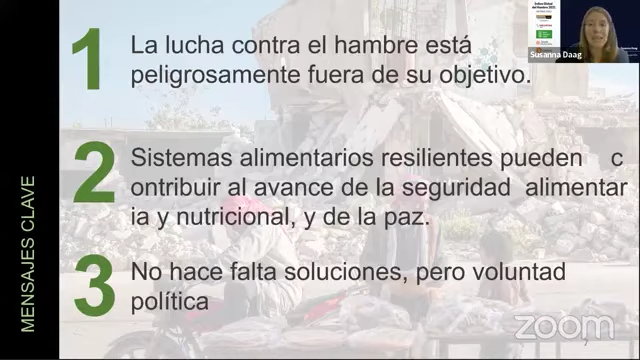 1
La lucha contra el hambre está
peligrosamente fuera de su objetivo.
2
Sistemas alimentarios resilientes pueden c
ontribuir al avance de la seguridad alimentar
ia y nutricional, y de la paz.
3
No hace falta soluciones, pero voluntad
política
MENSAJES CLAVE
Susanna Daag
zoom
7